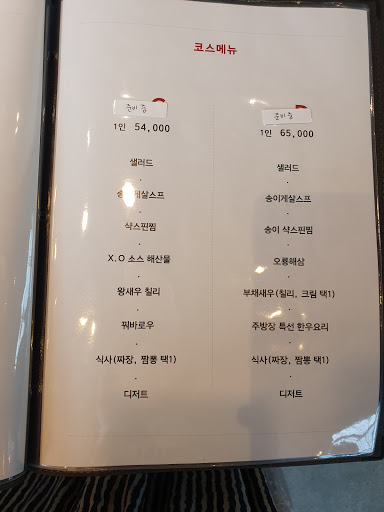 코스메뉴
준비중
1인 54,000
샐러드
송이게살스프
샥스핀찜
X.O 소스 해산물
왕새우 칠리
꿔바로우
식사(짜장, 짬뽕 택1)
디저트
준비중
1인 65,000
샐러드
송이게살스프
송이 샥스핀찜
오룡해삼
부채새우(칠리, 크림 택1)
주방장 특선 한우요리
식사(짜장, 짬뽕 택1)
디저트